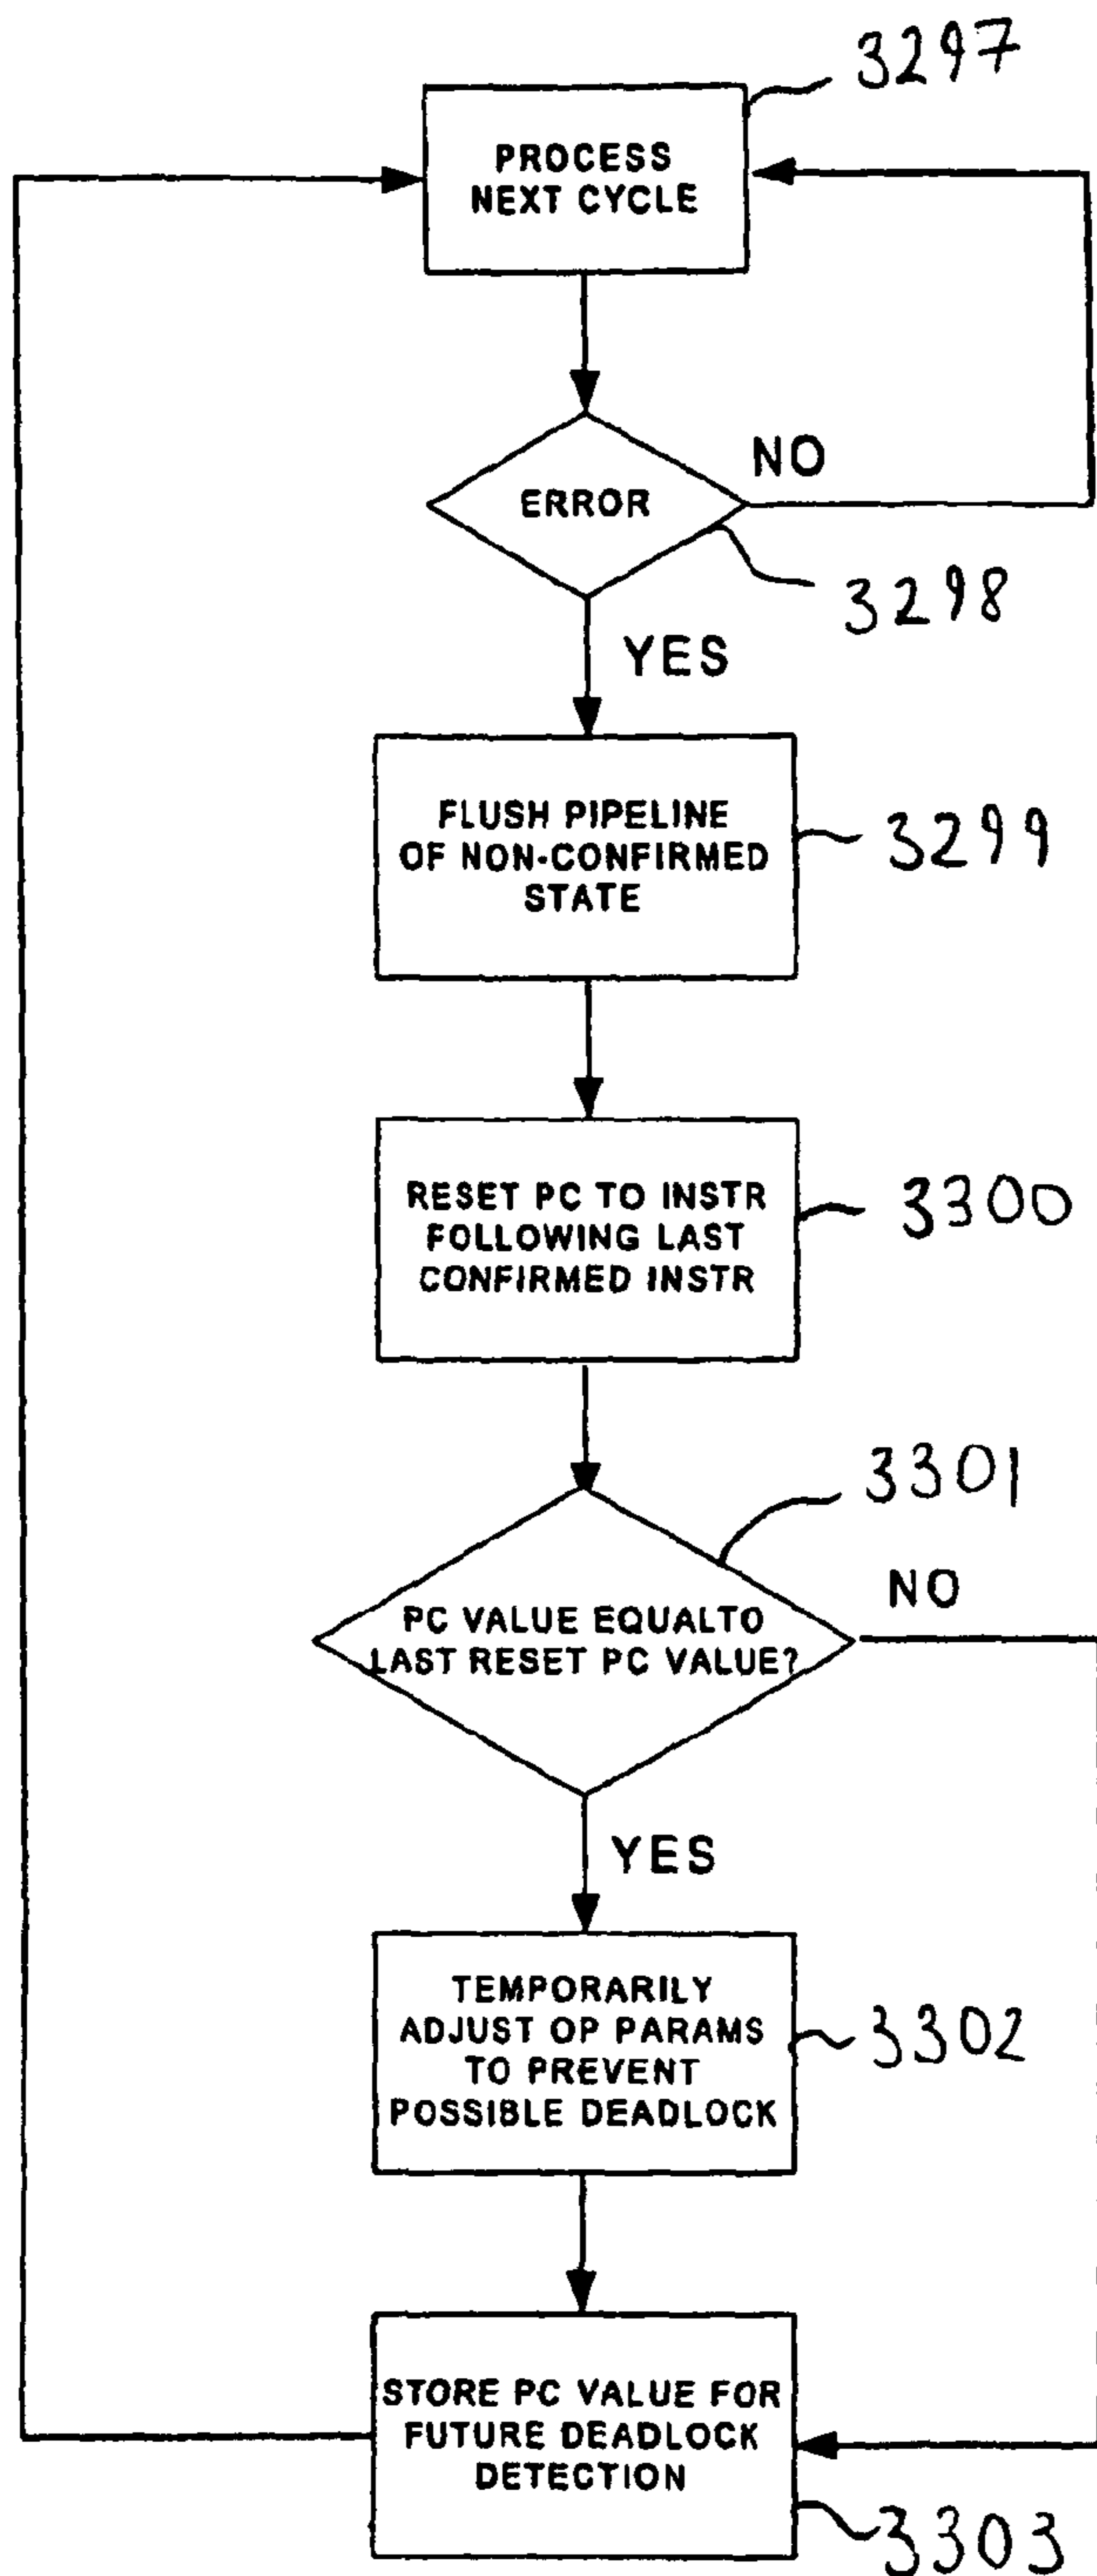 3297
PROCESS
NEXT CYCLE
NO
ERROR
3298
YES
FLUSH PIPELINE
OF NON-CONFIRMED
STATE
3299
RESET PC TO INSTR
FOLLOWING LAST
CONFIRMED INSTR
3300
3301
NO
PC VALUE EQUALTO
LAST RESET PC VALUE?
YES
TEMPORARILY
ADJUST OP PARAMS
TO PREVENT
POSSIBLE DEADLOCK
3302
STORE PC VALUE FOR
FUTURE DEADLOCK
DETECTION
3303